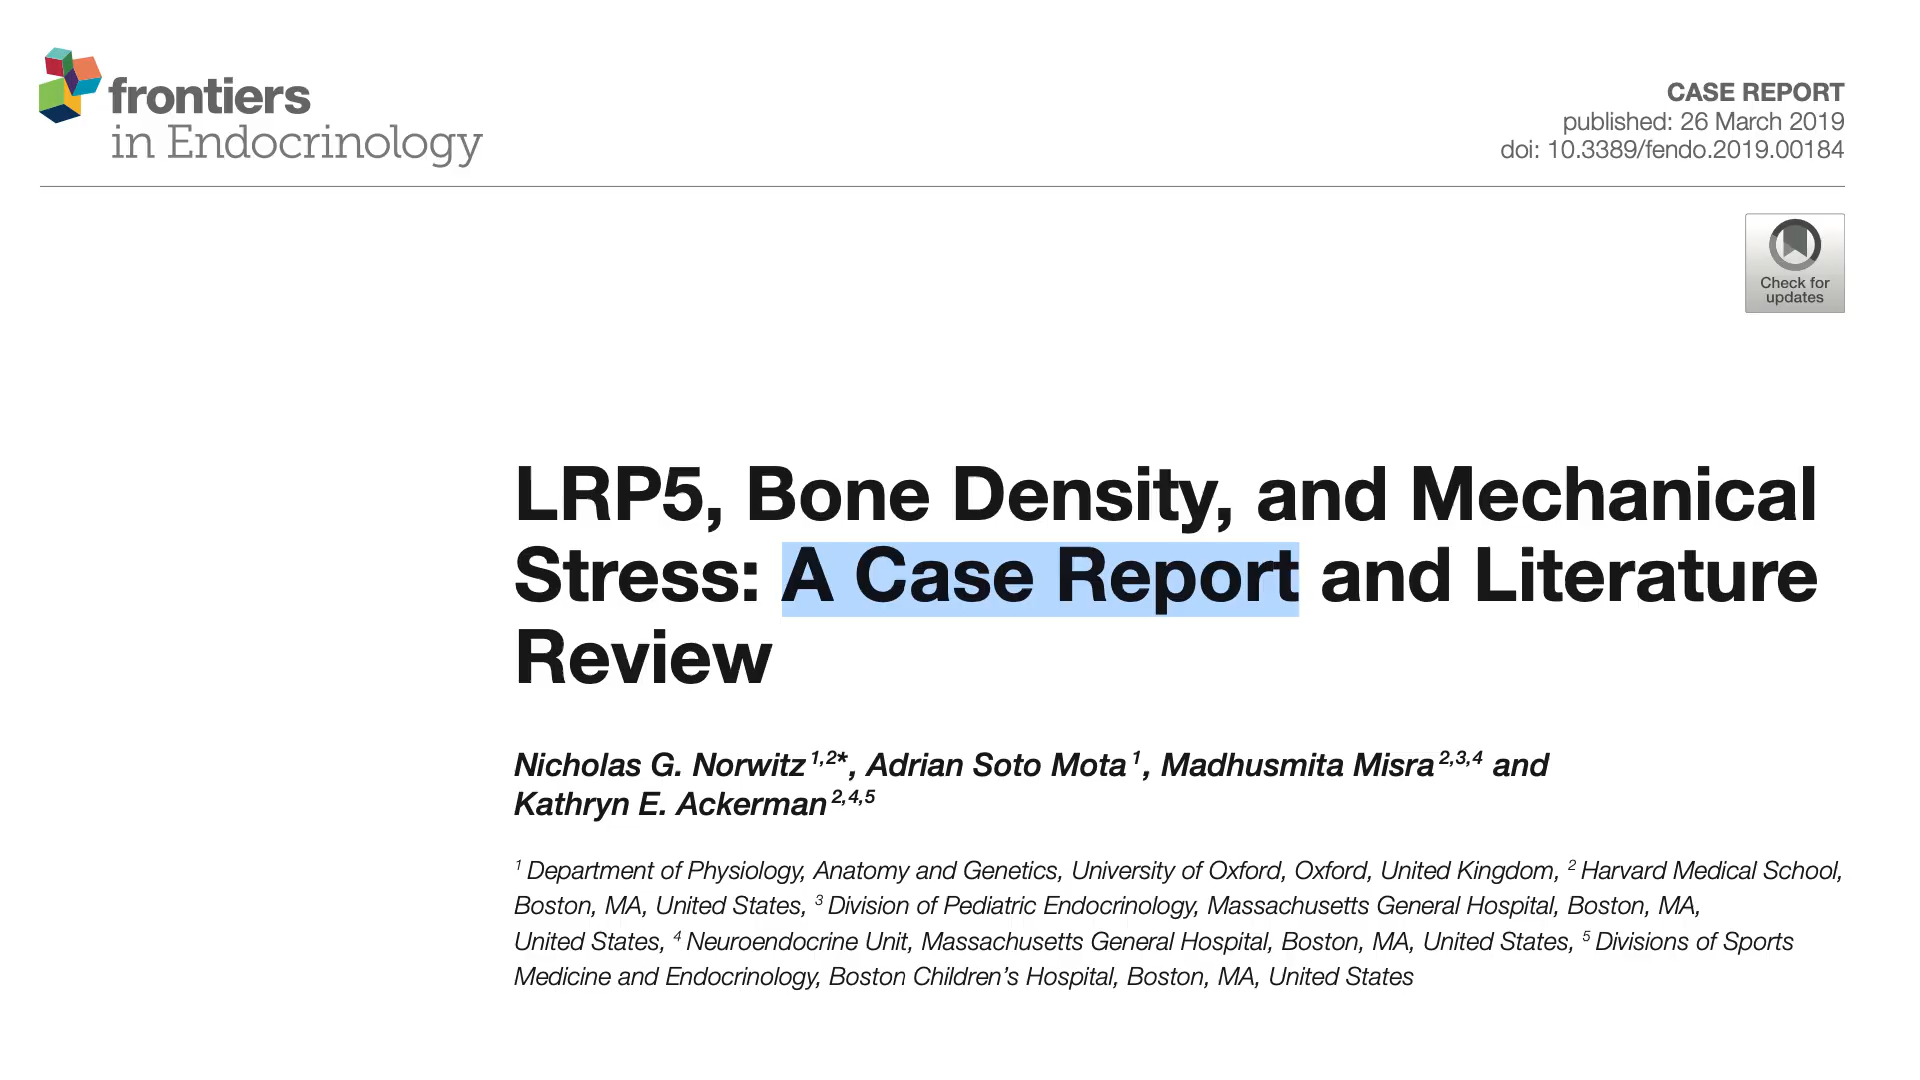 frontiers
in Endocrinology
CASE REPORT
published: 26 March 2019
doi: 10.3389/fendo.2019.00184
Check for
updates
LRP5, Bone Density, and Mechanical
Stress: A Case Report and Literature
Review
Nicholas G. Norwitz 1,2*, Adrian Soto Mota 1, Madhusmita Misra 2,3,4 and
Kathryn E. Ackerman 2,4,5
1 Department of Physiology, Anatomy and Genetics, University of Oxford, Oxford, United Kingdom, 2 Harvard Medical School,
Boston, MA, United States, 3 Division of Pediatric Endocrinology, Massachusetts General Hospital, Boston, MA,
United States, 4 Neuroendocrine Unit, Massachusetts General Hospital, Boston, MA, United States, 5 Divisions of Sports
Medicine and Endocrinology, Boston Children’s Hospital, Boston, MA, United States